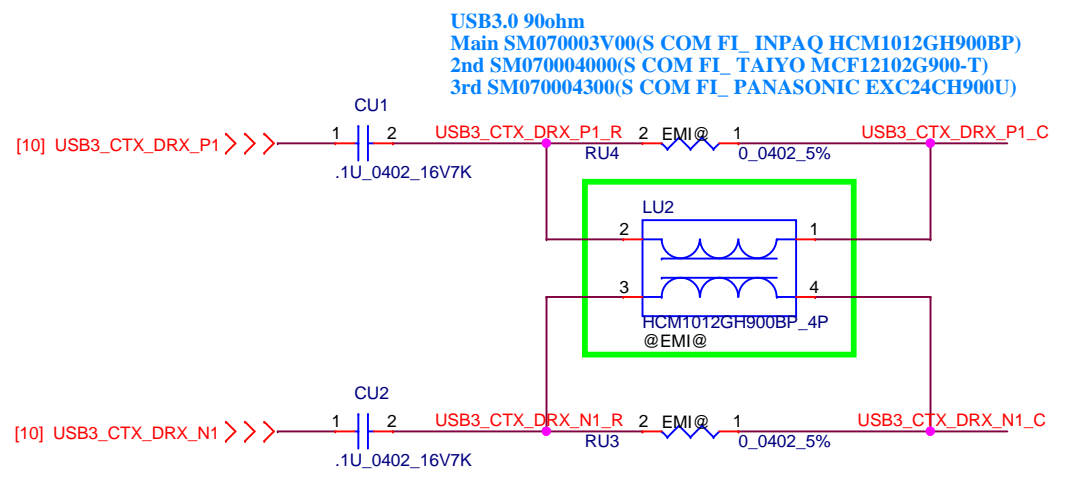 USB3.0 90ohm
Main SM070003V00(S COM FI_ INPAQ HCM1012GH900BP)
2nd SM070004000(S COM FI_ TAIYO MCF12102G900-T)
3rd SM070004300(S COM FI_ PANASONIC EXC24CH900U)
CU1
[10] USB3_CTX_DRX_P1
1 2
USB3_CTX_DRX_P1_R
2 EMI@ 1
USB3_CTX_DRX_P1_C
RU4
0_0402_5%
.1U_0402_16V7K
LU2
2 1
3 4
HCM1012GH900BP_4P
@EMI@
CU2
[10] USB3_CTX_DRX_N1
1 2
USB3_CTX_DRX_N1_R
2 EMI@ 1
USB3_CTX_DRX_N1_C
RU3
0_0402_5%
.1U_0402_16V7K